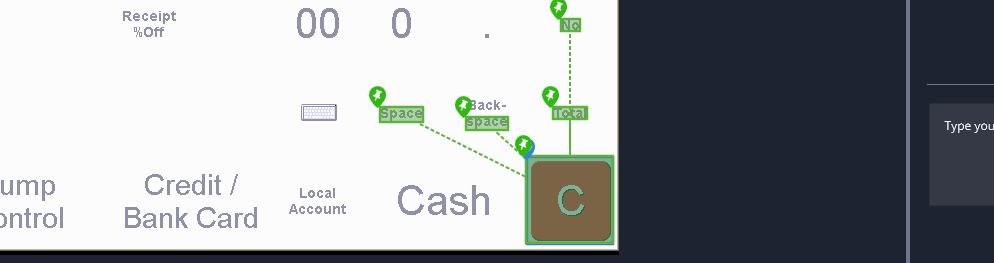 Receipt
%Off
00
0
.
No
Space
Back-
space
Total
ump
ontrol
Credit /
Bank Card
Local
Account
Cash
C
Type you